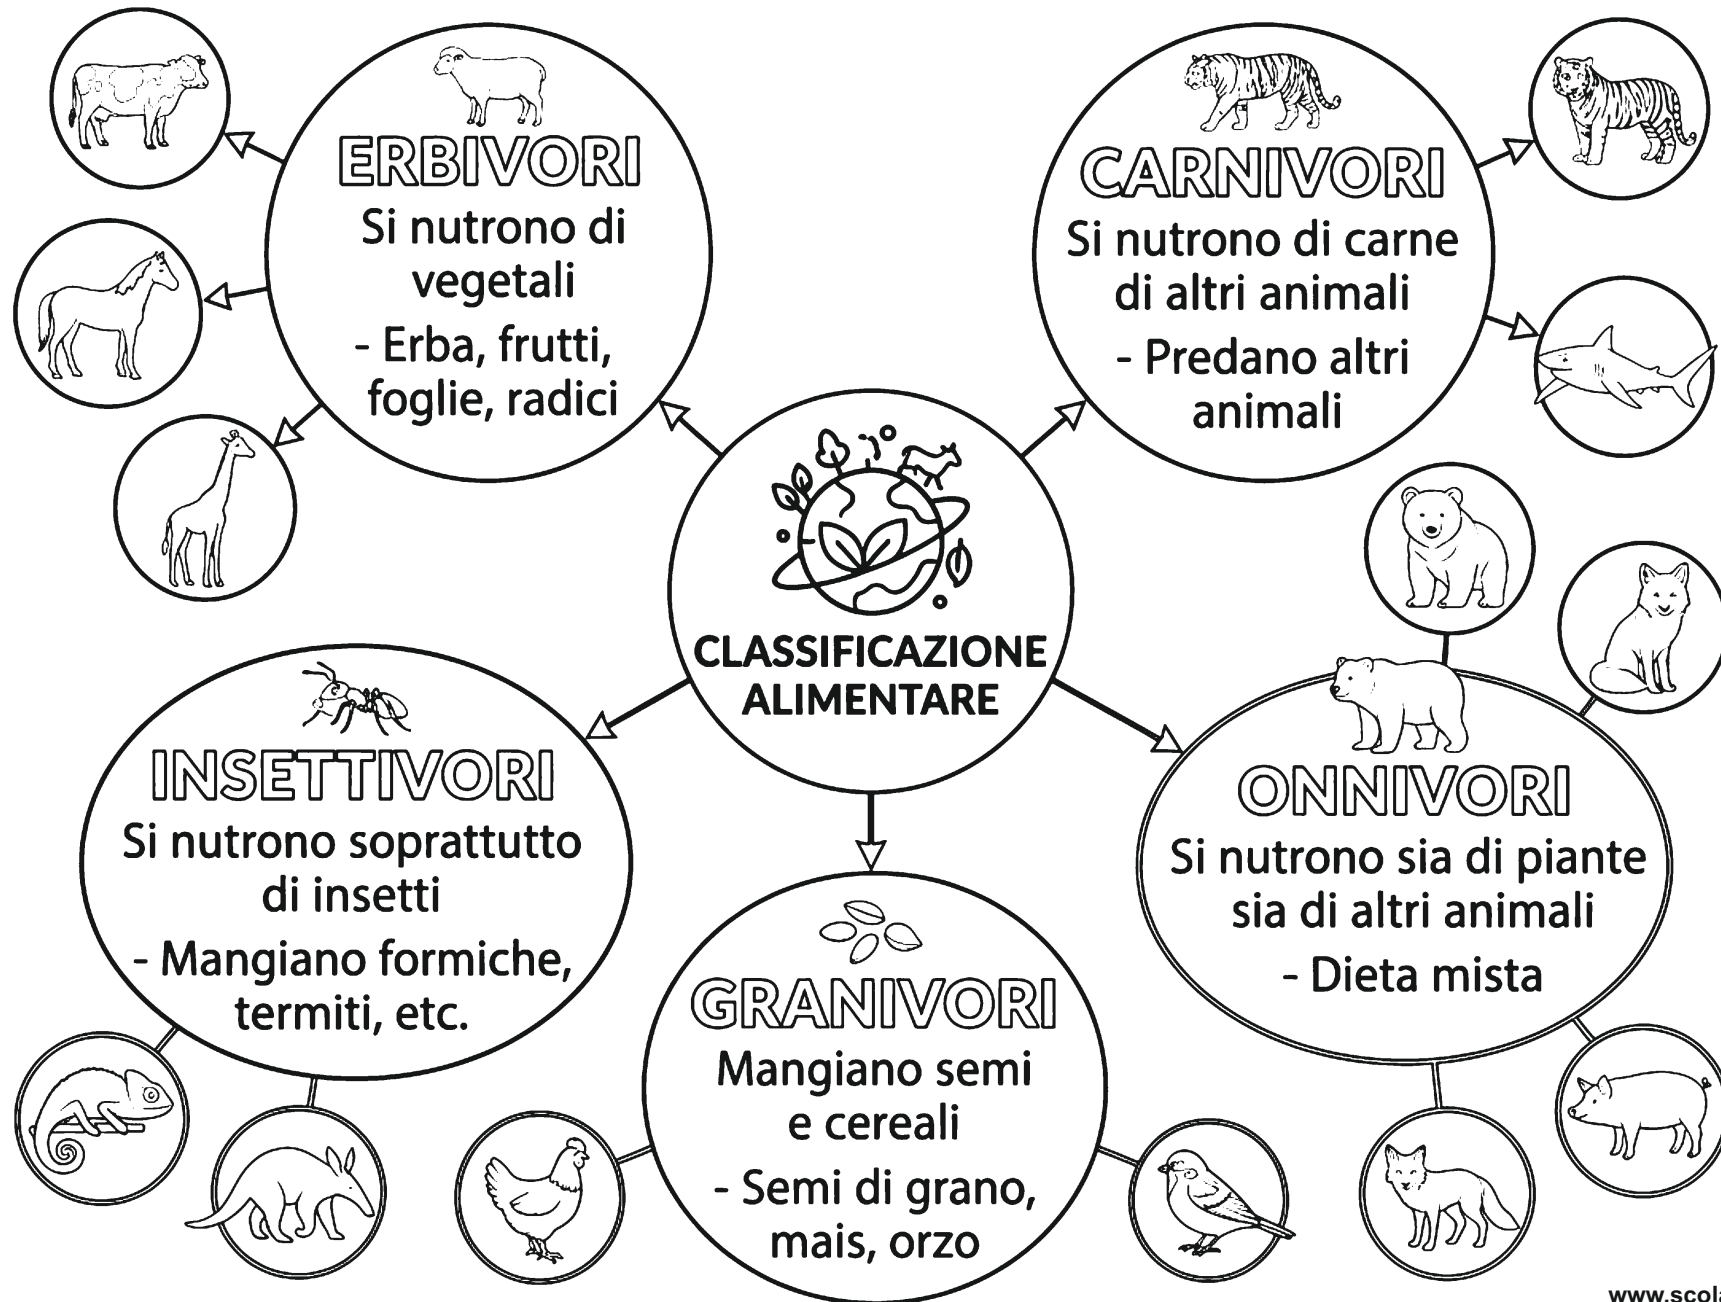 ERBIVORI
Si nutrono di
vegetali
- Erba, frutti,
foglie, radici
CARNIVORI
Si nutrono di carne
di altri animali
- Predano altri
animali
CLASSIFICAZIONE
ALIMENTARE
INSETTIVORI
Si nutrono soprattutto
di insetti
- Mangiano formiche,
termiti, etc.
GRANIVORI
Mangiano semi
e cereali
- Semi di grano,
mais, orzo
ONNIVORI
Si nutrono sia di piante
sia di altri animali
- Dieta mista